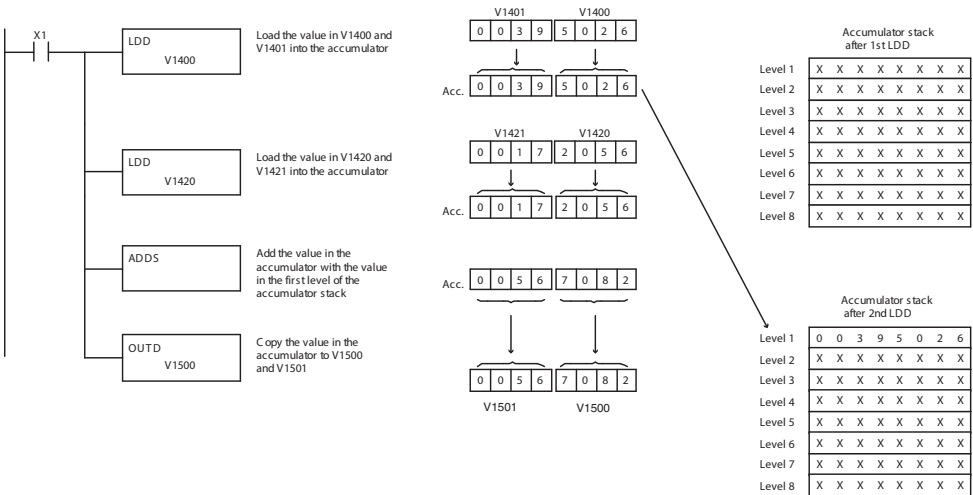 X1
LDD
V1400
Load the value in V1400 and
V1401 into the accumulator
V1401 V1400
0 0 3 9 5 0 2 6
Acc. 0 0 3 9 5 0 2 6
LDD
V1420
Load the value in V1420 and
V1421 into the accumulator
V1421 V1420
0 0 1 7 2 0 5 6
Acc. 0 0 1 7 2 0 5 6
ADDS
Add the value in the
accumulator with the value
in the first level of the
accumulator stack
Acc. 0 0 5 6 7 0 8 2
OUTD
V1500
Copy the value in the
accumulator to V1500
and V1501
0 0 5 6 7 0 8 2
V1501 V1500
Accumulator stack
after 1st LDD
Level 1 X X X X X X X X
Level 2 X X X X X X X X
Level 3 X X X X X X X X
Level 4 X X X X X X X X
Level 5 X X X X X X X X
Level 6 X X X X X X X X
Level 7 X X X X X X X X
Level 8 X X X X X X X X
Accumulator stack
after 2nd LDD
Level 1 0 0 3 9 5 0 2 6
Level 2 X X X X X X X X
Level 3 X X X X X X X X
Level 4 X X X X X X X X
Level 5 X X X X X X X X
Level 6 X X X X X X X X
Level 7 X X X X X X X X
Level 8 X X X X X X X X